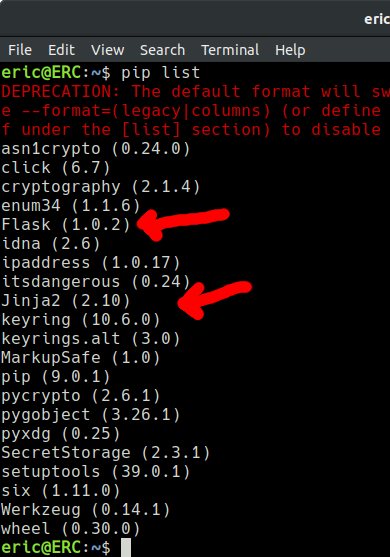 eric
File Edit View Search Terminal Help
eric@ERC:~$ pip list
DEPRECATION: The default format will sw
e --format=(legacy|columns) (or define
f under the [list] section) to disable
asn1crypto (0.24.0)
click (6.7)
cryptography (2.1.4)
enum34 (1.1.6)
Flask (1.0.2)
idna (2.6)
ipaddress (1.0.17)
itsdangerous (0.24)
Jinja2 (2.10)
keyring (10.6.0)
keyrings.alt (3.0)
MarkupSafe (1.0)
pip (9.0.1)
pycrypto (2.6.1)
pygobject (3.26.1)
pyxdg (0.25)
SecretStorage (2.3.1)
setuptools (39.0.1)
six (1.11.0)
Werkzeug (0.14.1)
wheel (0.30.0)
eric@ERC:~$